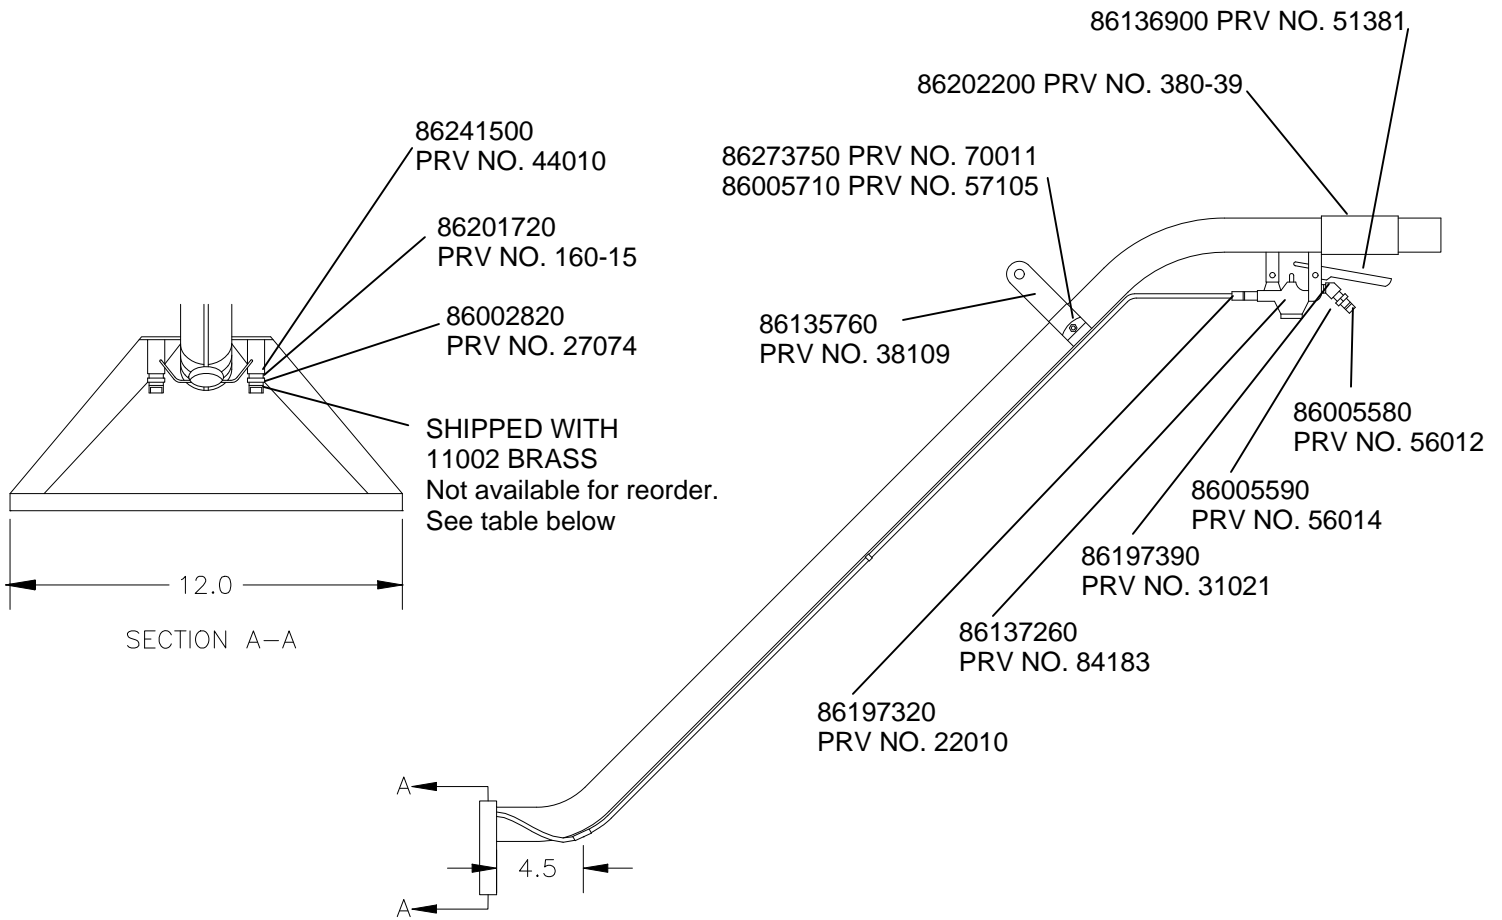 86136900 PRV NO. 51381
86202200 PRV NO. 380-39
86241500
PRV NO. 44010
86273750 PRV NO. 70011
86005710 PRV NO. 57105
86201720
PRV NO. 160-15
86002820
PRV NO. 27074
86135760
PRV NO. 38109
SHIPPED WITH
11002 BRASS
Not available for reorder.
See table below
86005580
PRV NO. 56012
86005590
PRV NO. 56014
86197390
PRV NO. 31021
86137260
PRV NO. 84183
86197320
PRV NO. 22010
12.0
SECTION A-A
A
4.5
A